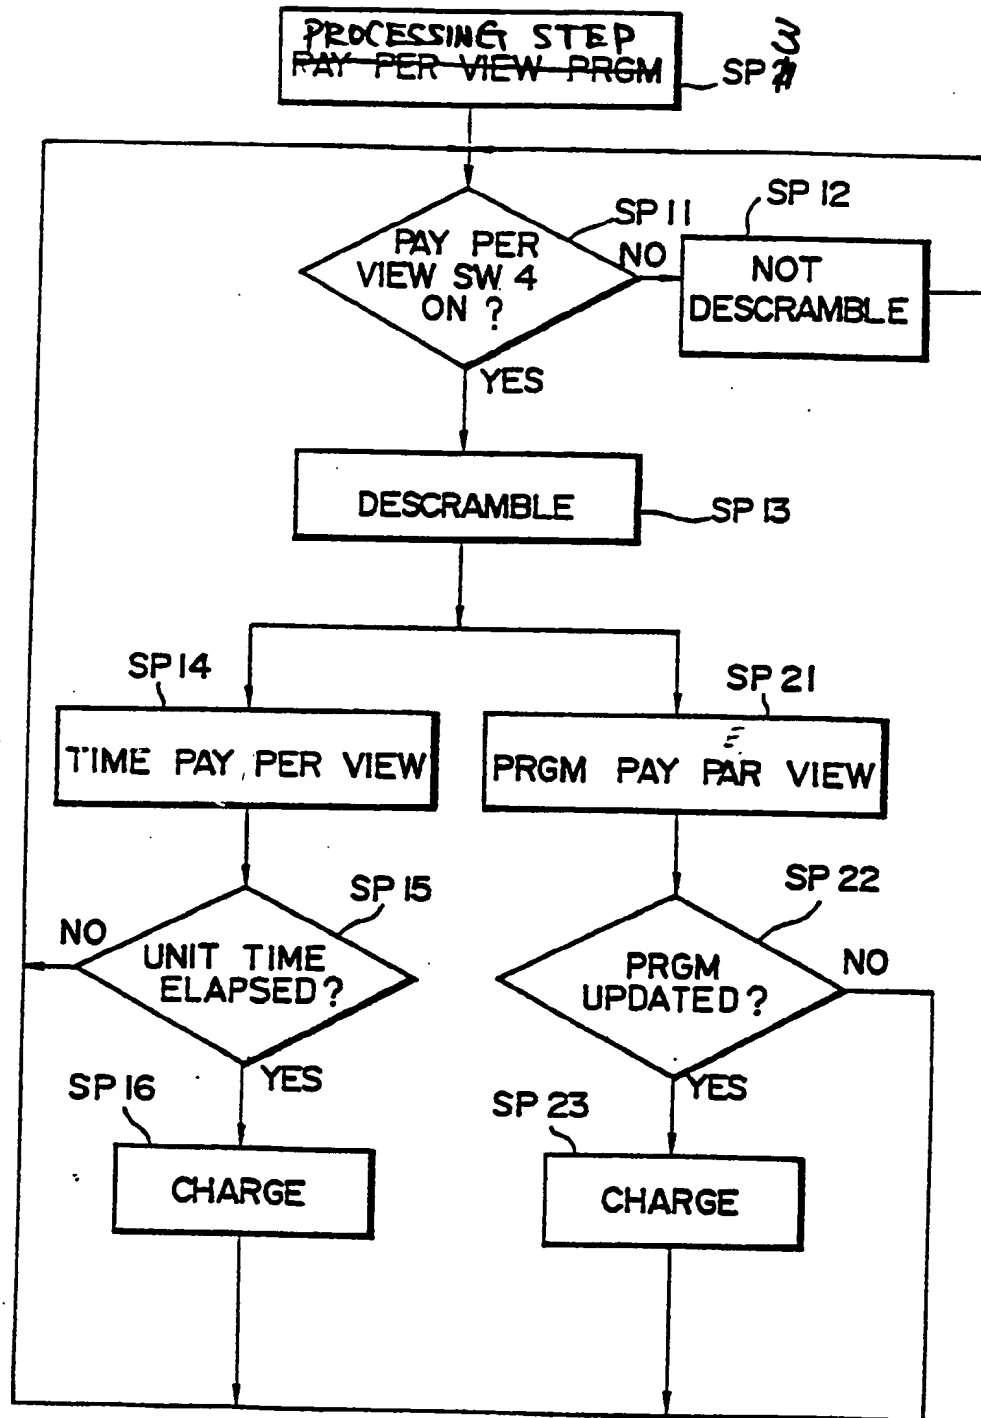 PROCESSING STEP
PAY PER VIEW PRGM
SP 3
SP 11
SP 12
PAY PER
VIEW SW. 4
ON ?
NO
NOT
DESCRAMBLE
YES
DESCRAMBLE
SP 13
SP 14
SP 21
TIME PAY PER VIEW
E
PRGM PAY PAR VIEW
SP 15
SP 22
NO
UNIT TIME
ELAPSED?
PRGM
UPDATED?
NO
SP 16
YES
SP 23
YES
CHARGE
CHARGE